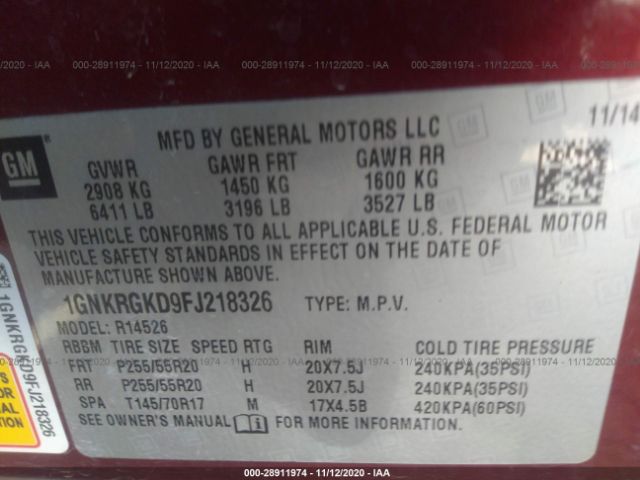 000-28911974 - 11/12/2020 - IAA
11/14
MFD BY GENERAL MOTORS LLC
GM
GVWR GAWR FRT GAWR RR
2908 KG 1450 KG 1600 KG
6411 LB 3196 LB 3527 LB
THIS VEHICLE CONFORMS TO ALL APPLICABLE U.S. FEDERAL MOTOR
VEHICLE SAFETY STANDARDS IN EFFECT ON THE DATE OF
MANUFACTURE SHOWN ABOVE.
1GNKRGKD9FJ218326 TYPE: M.P.V.
MODEL: R14526
RBBM TIRE SIZE SPEED RTG RIM COLD TIRE PRESSURE
FRT P255/55R20 H 20X7.5J 240KPA(35PSI)
RR P255/55R20 H 20X7.5J 240KPA(35PSI)
SPA T145/70R17 M 17X4.5B 420KPA(60PSI)
SEE OWNER'S MANUAL FOR MORE INFORMATION.
1GNKRGKD9FJ218326
000-28911974 - 11/12/2020 - IAA